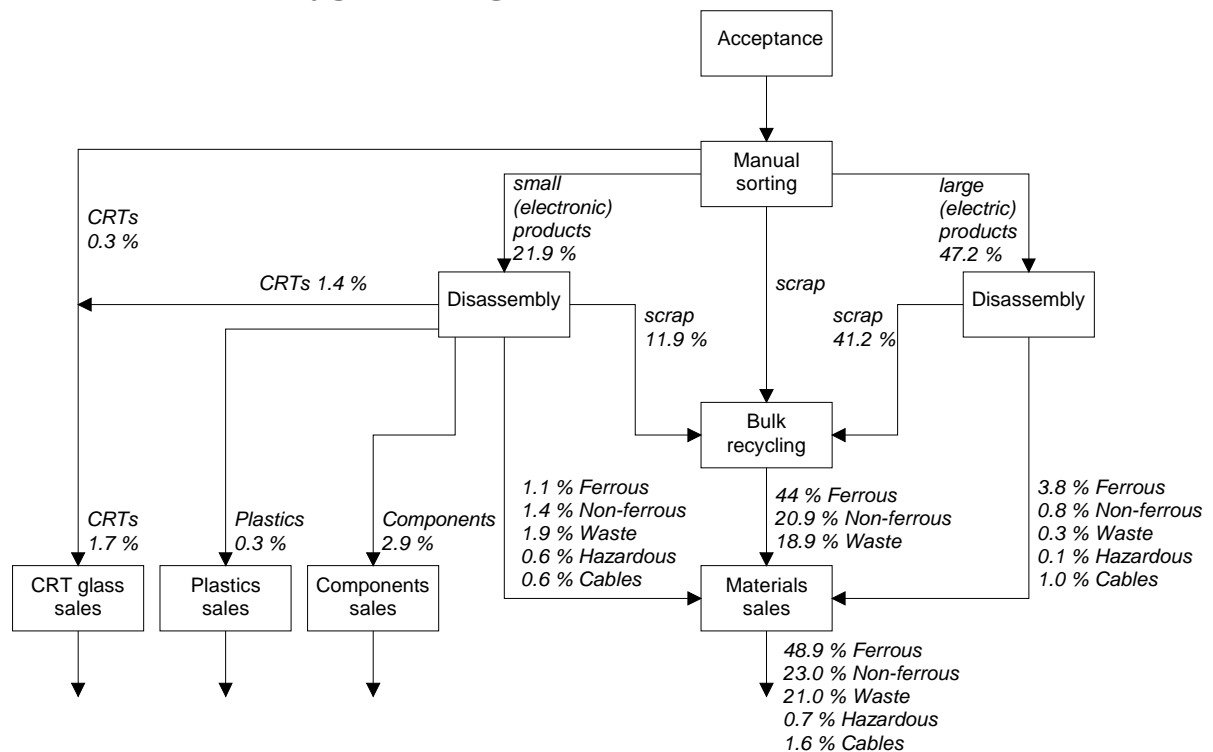 Acceptance
Manual
sorting
CRTs
0.3 %
small
(electronic)
products
21.9 %
large
(electric)
products
47.2 %
CRTs 1.4 %
Disassembly
scrap
11.9 %
scrap
scrap
41.2 %
Disassembly
Bulk
recycling
CRTs
1.7 %
Plastics
0.3 %
Components
2.9 %
1.1 % Ferrous
1.4 % Non-ferrous
1.9 % Waste
0.6 % Hazardous
0.6 % Cables
44 % Ferrous
20.9 % Non-ferrous
18.9 % Waste
3.8 % Ferrous
0.8 % Non-ferrous
0.3 % Waste
0.1 % Hazardous
1.0 % Cables
CRT glass
sales
Plastics
sales
Components
sales
Materials
sales
48.9 % Ferrous
23.0 % Non-ferrous
21.0 % Waste
0.7 % Hazardous
1.6 % Cables